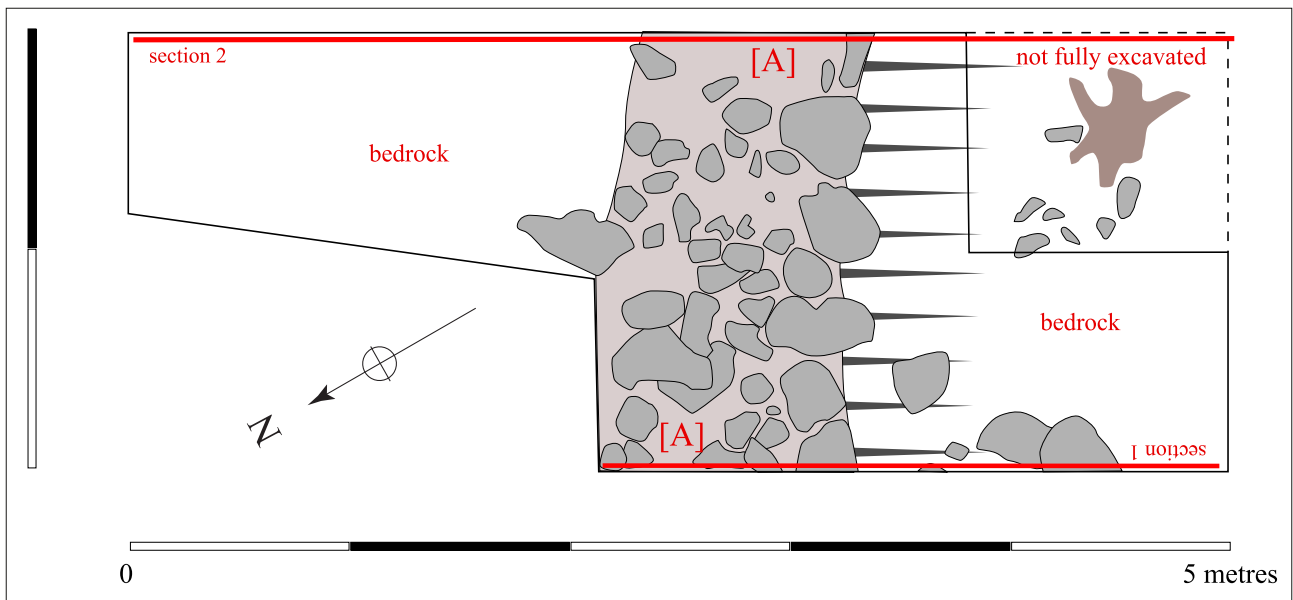 section 2
[A]
not fully excavated
bedrock
bedrock
N
[A]
section 1
0
5 metres